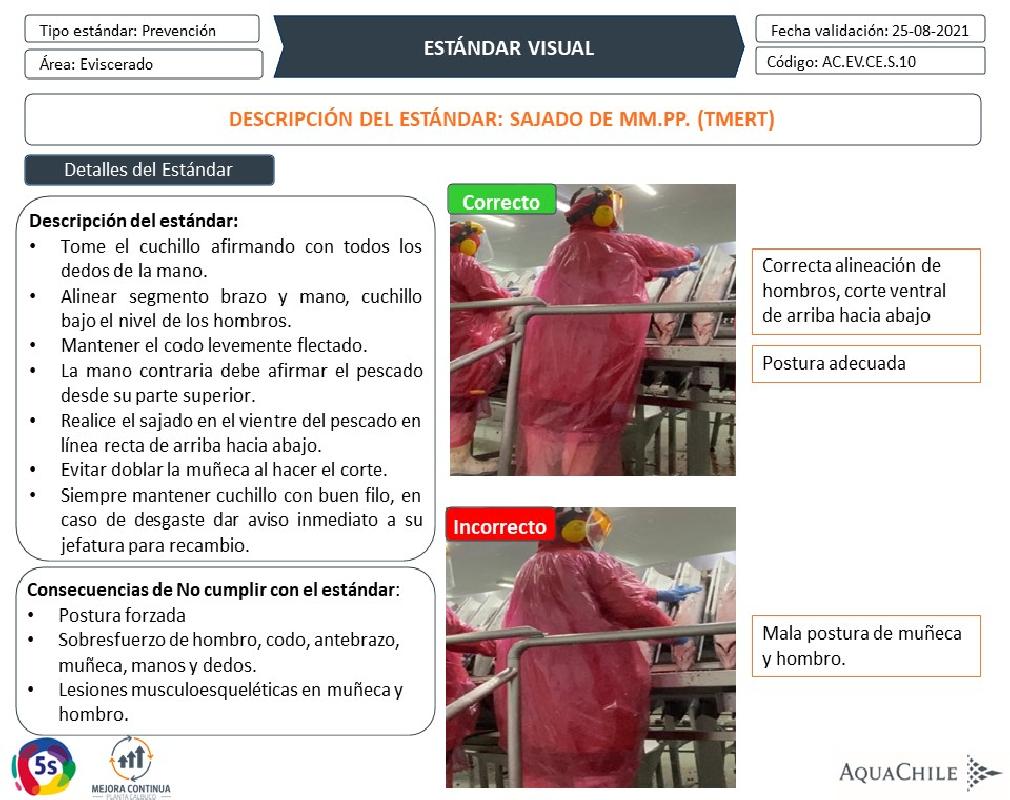 Tipo estándar: Prevención
Área: Eviscerado
ESTÁNDAR VISUAL
Fecha validación: 25-08-2021
Código: AC.EV.CE.S.10
DESCRIPCIÓN DEL ESTÁNDAR: SAJADO DE MM.PP. (TMERT)
Detalles del Estándar
Descripción del estándar:
• Tome el cuchillo afirmando con todos los
dedos de la mano.
• Alinear segmento brazo y mano, cuchillo
bajo el nivel de los hombros.
• Mantener el codo levemente flectado.
• La mano contraria debe afirmar el pescado
desde su parte superior.
• Realice el sajado en el vientre del pescado en
línea recta de arriba hacia abajo.
• Evitar doblar la muñeca al hacer el corte.
• Siempre mantener cuchillo con buen filo, en
caso de desgaste dar aviso inmediato a su
jefatura para recambio.
Consecuencias de No cumplir con el estándar:
• Postura forzada
• Sobresfuerzo de hombro, codo, antebrazo,
muñeca, manos y dedos.
• Lesiones musculoesqueléticas en muñeca y
hombro.
Correcto
Correcta alineación de
hombros, corte ventral
de arriba hacia abajo
Postura adecuada
Incorrecto
Mala postura de muñeca
y hombro.
5s
MEJORA CONTINUA
PLANTA CALBUCO
AQUACHILE